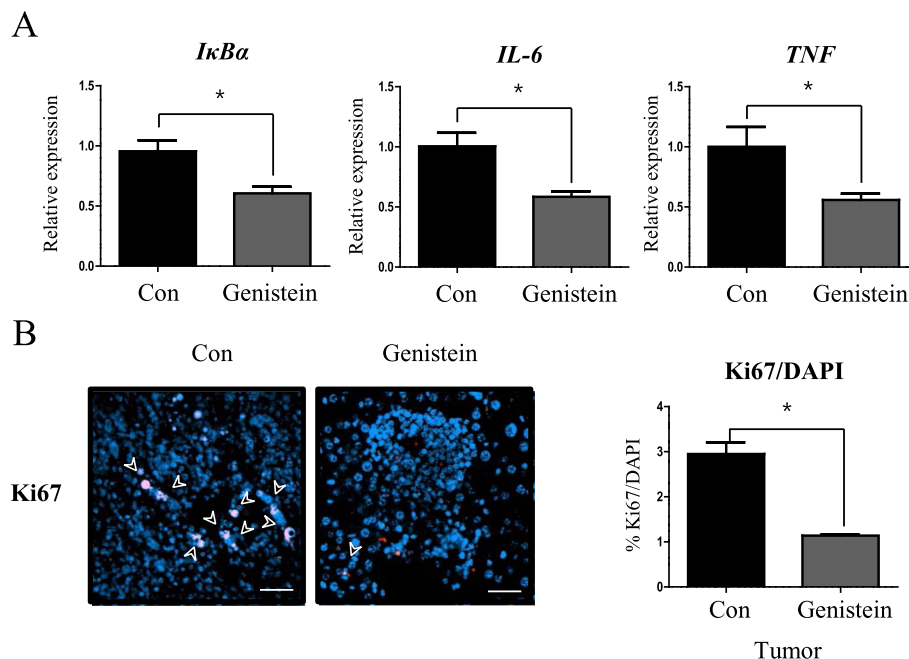 A
IκBα
IL-6
TNF
Relative expression
1.5
1.0
0.5
0.0
*
Con
Genistein
Relative expression
1.5
1.0
0.5
0.0
*
Con
Genistein
Relative expression
1.5
1.0
0.5
0.0
*
Con
Genistein
B
Con
Genistein
Ki67
Ki67/DAPI
% Ki67/DAPI
4
3
2
1
0
*
Con
Genistein
Tumor